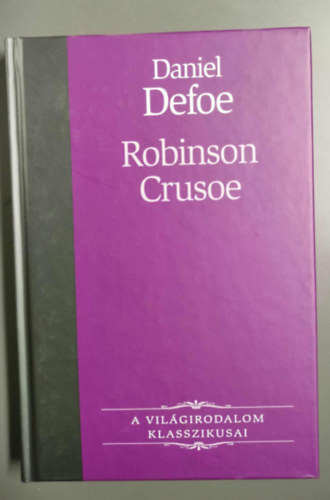 Daniel
Defoe
Robinson
Crusoe
A VILÁGIRODALOM
KLASSZIKUSAI